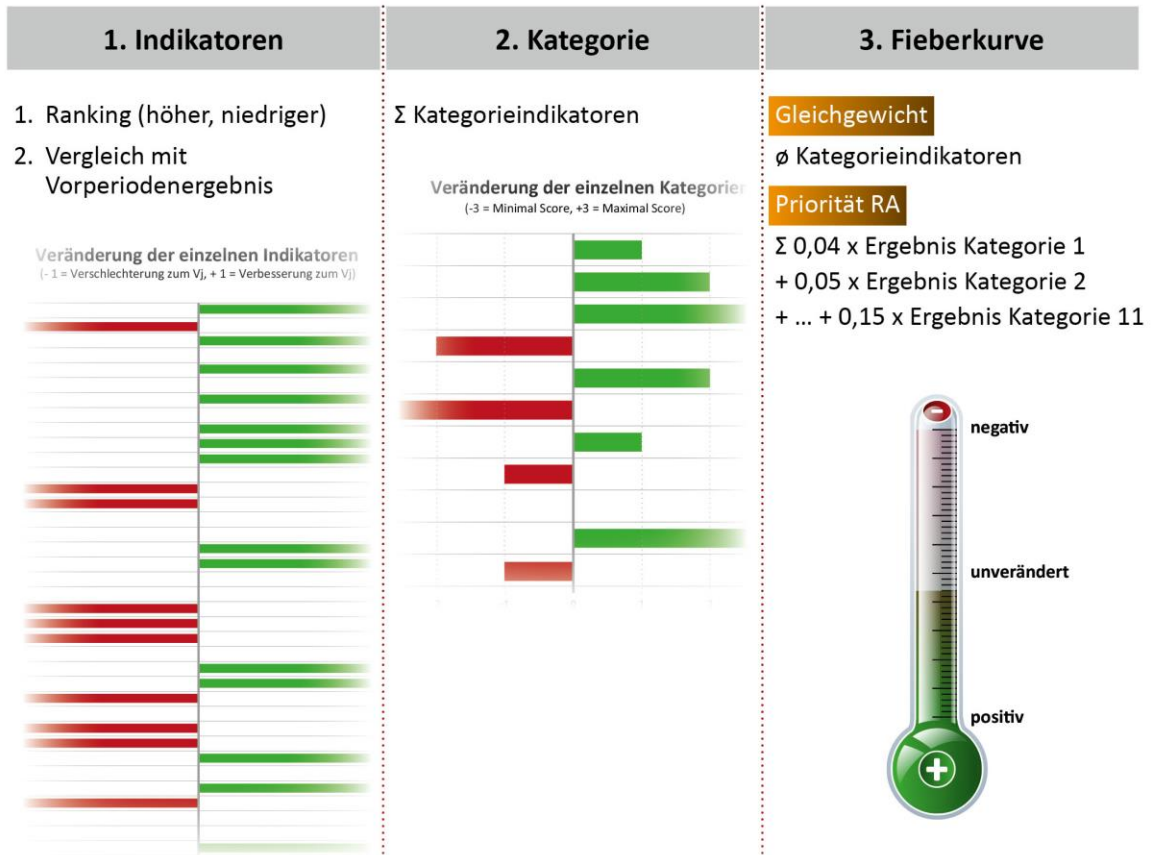 1. Indikatoren
1. Ranking (höher, niedriger)
2. Vergleich mit
Vorperiodenergebnis
Veränderung der einzelnen Indikatoren
(- 1 = Verschlechterung zum Vj, + 1 = Verbesserung zum Vj)
2. Kategorie
Σ Kategorieindikatoren
Veränderung der einzelnen Kategorie
(-3 = Minimal Score, +3 = Maximal Score)
3. Fieberkurve
Gleichgewicht
ø Kategorieindikatoren
Priorität RA
Σ 0,04 x Ergebnis Kategorie 1
+ 0,05 x Ergebnis Kategorie 2
+ ... + 0,15 x Ergebnis Kategorie 11
-
negativ
unverändert
positiv
+